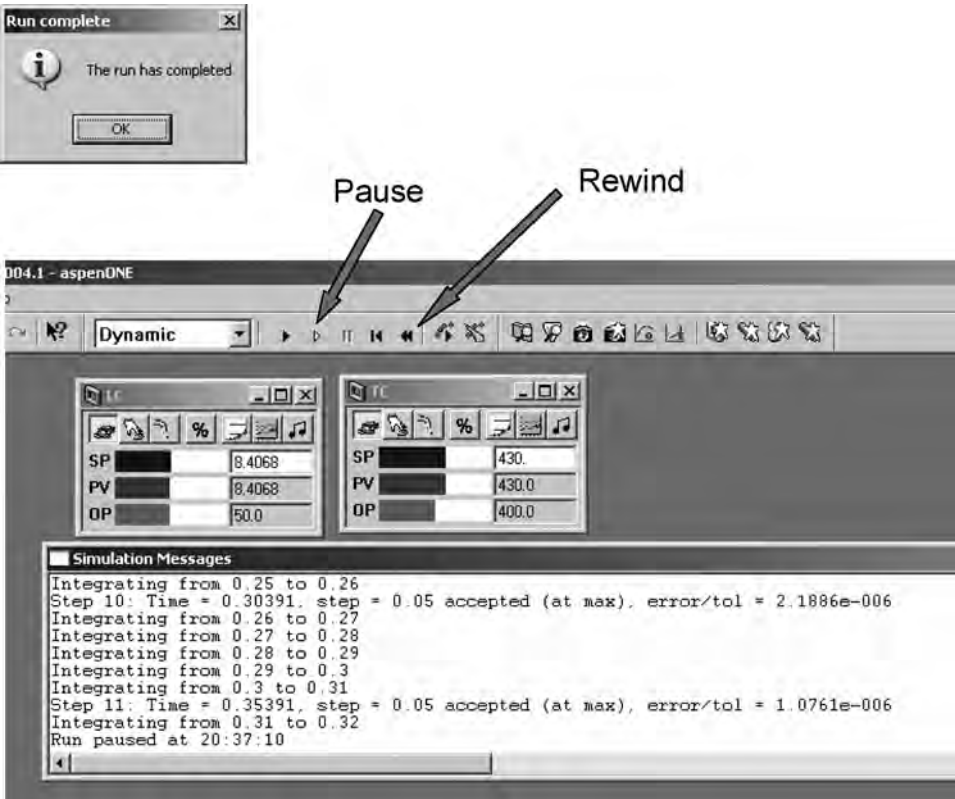 Run complete
The run has completed
OK
Pause
Rewind
004.1 - aspenONE
Dynamic
TC
%
SP 8.4068
PV 8.4068
OP 50.0
TC
%
SP 430.
PV 430.0
OP 400.0
Simulation Messages
Integrating from 0.25 to 0.26
Step 10: Time = 0.30391, step = 0.05 accepted (at max), error/tol = 2.1886e-006
Integrating from 0.26 to 0.27
Integrating from 0.27 to 0.28
Integrating from 0.28 to 0.29
Integrating from 0.29 to 0.3
Integrating from 0.3 to 0.31
Step 11: Time = 0.35391, step = 0.05 accepted (at max), error/tol = 1.0761e-006
Integrating from 0.31 to 0.32
Run paused at 20:37:10